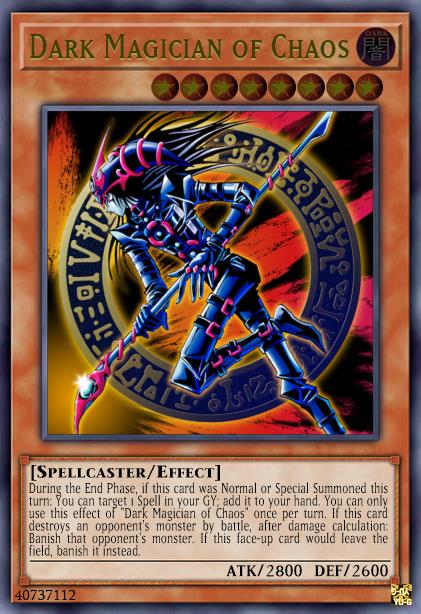 Dark Magician of Chaos
DARK
闇
[Spellcaster/Effect]
During the End Phase, if this card was Normal or Special Summoned this
turn: You can target 1 Spell in your GY; add it to your hand. You can only
use this effect of "Dark Magician of Chaos" once per turn. If this card
destroys an opponent's monster by battle, after damage calculation:
Banish that opponent's monster. If this face-up card would leave the
field, banish it instead.
ATK/2800 DEF/2600
40737112